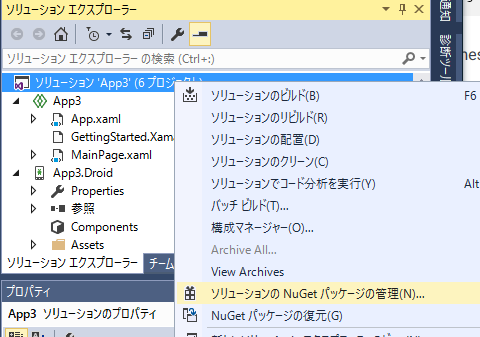 ソリューション エクスプローラー
ソリューション エクスプローラー の検索 (Ctrl+:)
ソリューション 'App3' (6 プロジェクト)
App3
App.xaml
GettingStarted.Xama
MainPage.xaml
App3.Droid
Properties
参照
Components
Assets
ソリューション エクスプローラー
チーム
プロパティ
App3 ソリューションのプロパティ
ソリューションのビルド(B)
F6
ソリューションのリビルド(R)
ソリューションの配置(D)
ソリューションのクリーン(C)
ソリューションでコード分析を実行(Y)
Alt
バッチ ビルド(T)...
構成マネージャー(O)...
Archive All...
View Archives
ソリューションの NuGet パッケージの管理(N)...
NuGet パッケージの復元(G)
通知
診断ツール
nes